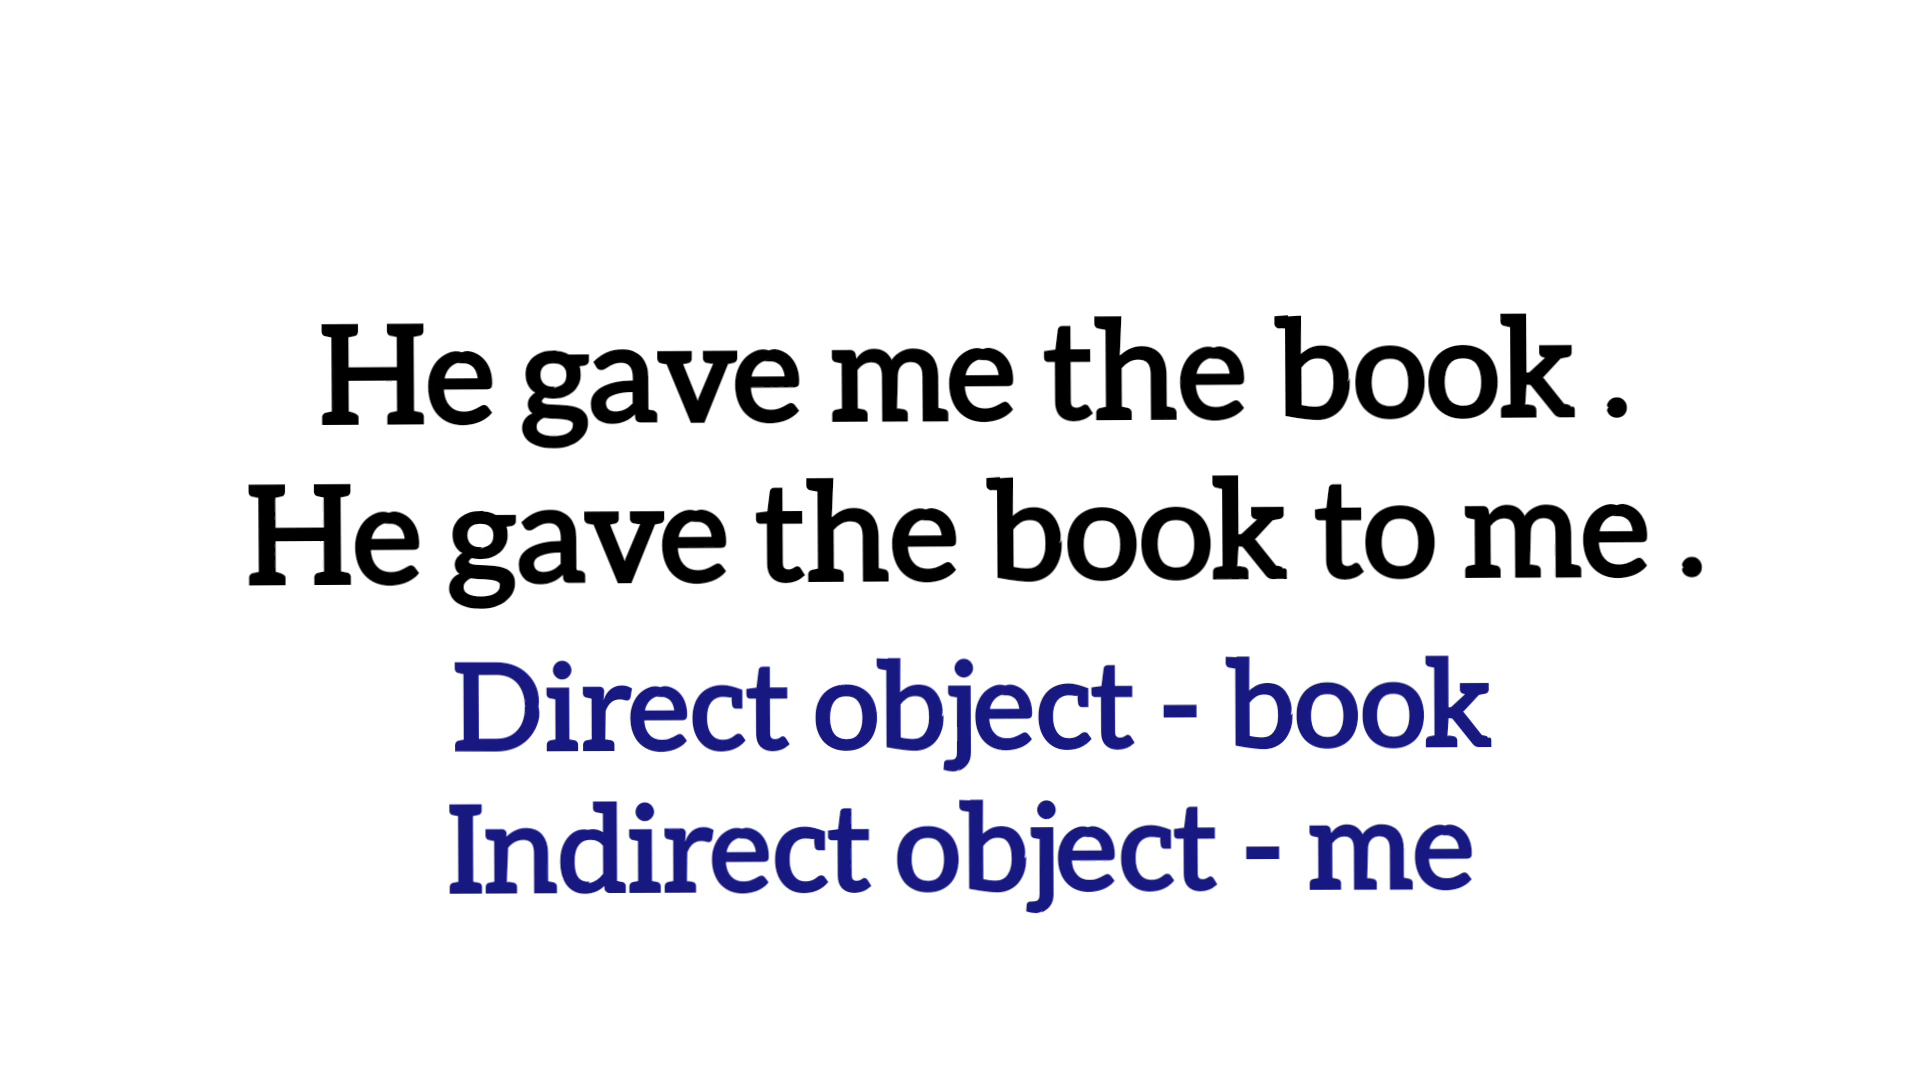 He gave me the book .
He gave the book to me .
Direct object - book
Indirect object - me